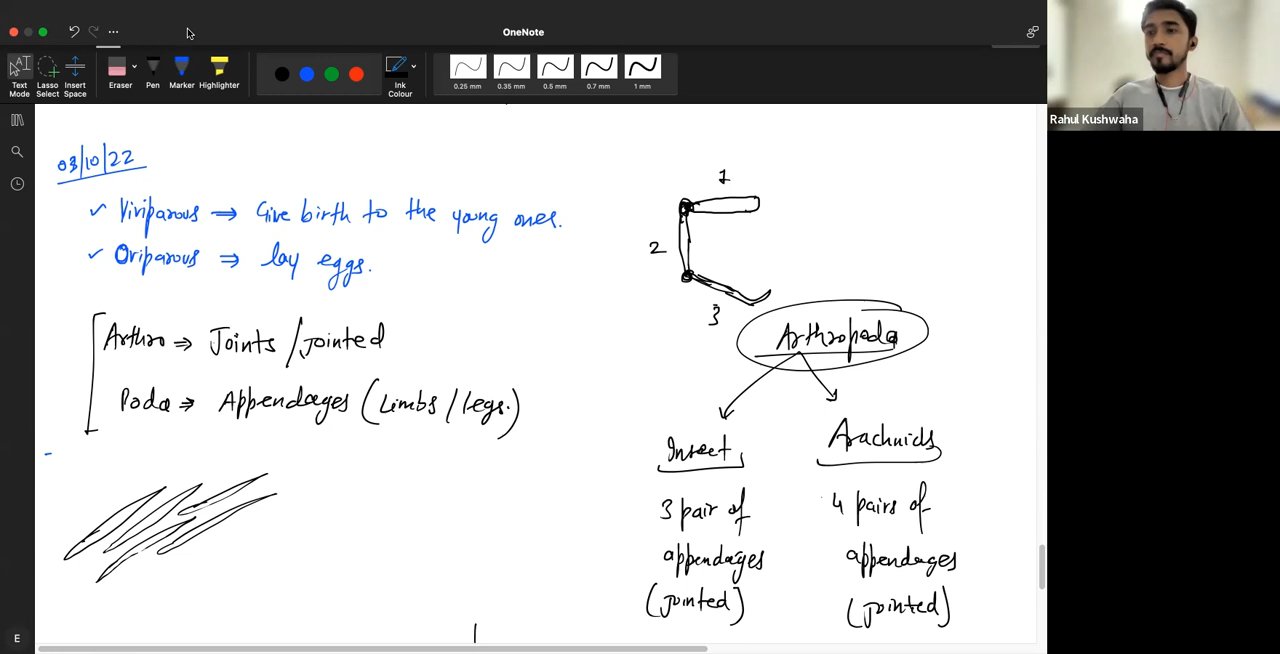 OneNote
Text Mode
Lasso Select
Insert Space
Eraser
Pen
Marker
Highlighter
Ink Colour
0.25 mm
0.35 mm
0.5 mm
0.7 mm
1 mm
Rahul Kushwaha
03/10/22
✓ Viviparous ⇒ Give birth to the young ones.
✓ Oviparous ⇒ lay eggs.
Arthro ⇒ Joints / Jointed
Poda ⇒ Appendages (Limbs / legs.)
1
2
3
Arthropoda
Insect
3 pair of
appendages
(Jointed)
Arachnids
4 pairs of
appendages
(Jointed)
E